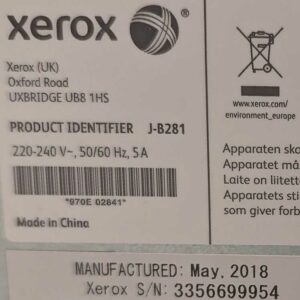 xerox
Xerox (UK)
Oxford Road
UXBRIDGE UB8 1HS
www.xerox.com/
environment_europe
PRODUCT IDENTIFIER J-B281
220-240 V~, 50/60 Hz, 5 A
*970E 02841*
Made in China
Apparaten ska
Apparatet må
Laite on liitett
Apparatets s
som giver forb
MANUFACTURED: May, 2018
Xerox S/N: 3356699954